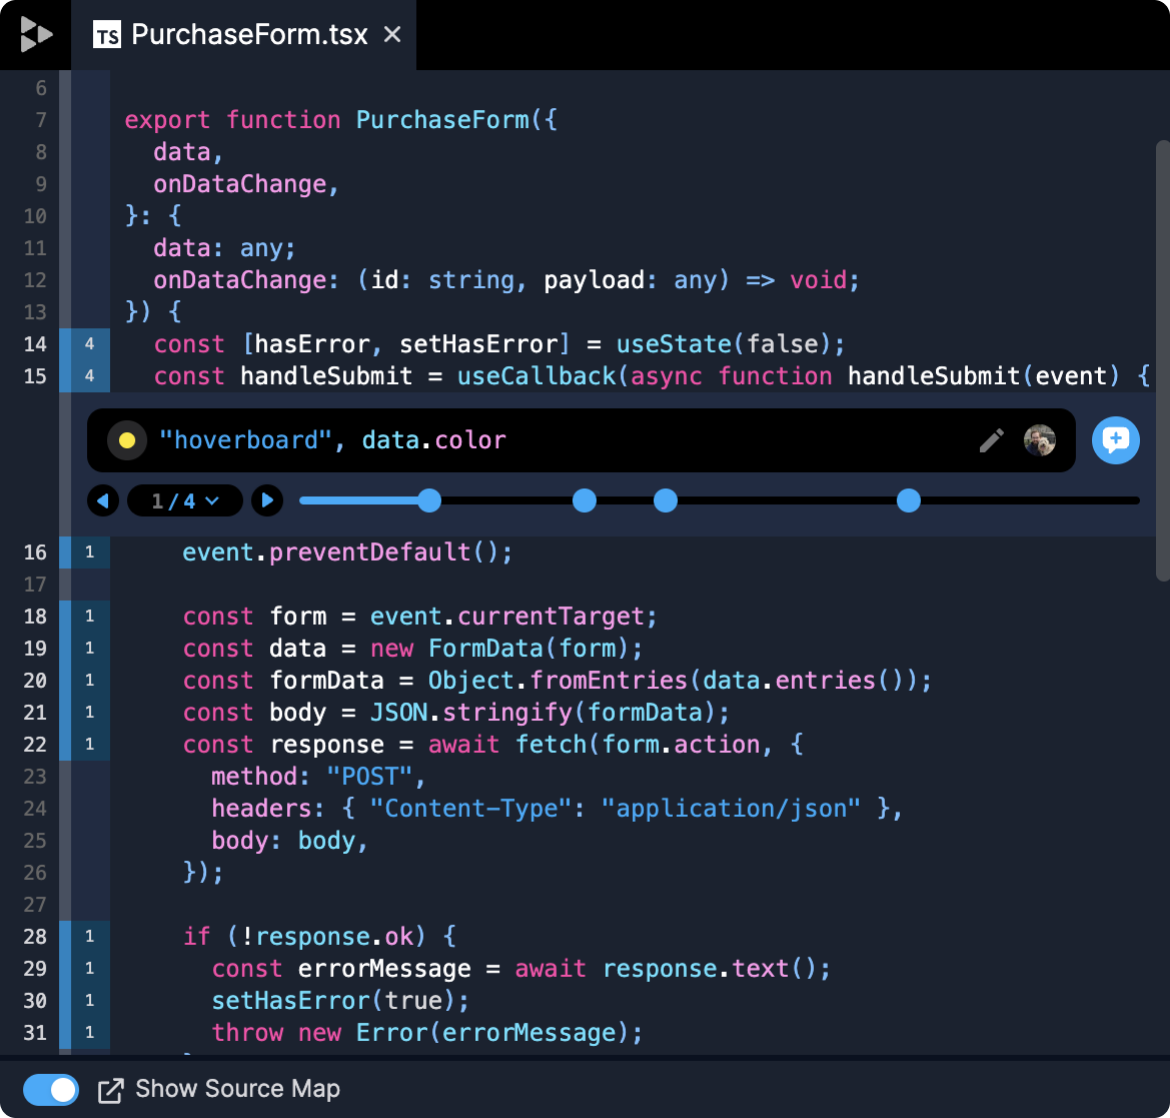 TS PurchaseForm.tsx ×
6
7 export function PurchaseForm({
8 data,
9 onDataChange,
10 }: {
11 data: any;
12 onDataChange: (id: string, payload: any) => void;
13 }) {
14 4 const [hasError, setHasError] = useState(false);
15 4 const handleSubmit = useCallback(async function handleSubmit(event) {
"hoverboard", data.color
1/4
16 1 event.preventDefault();
17
18 1 const form = event.currentTarget;
19 1 const data = new FormData(form);
20 1 const formData = Object.fromEntries(data.entries());
21 1 const body = JSON.stringify(formData);
22 1 const response = await fetch(form.action, {
23 method: "POST",
24 headers: { "Content-Type": "application/json" },
25 body: body,
26 });
27
28 1 if (!response.ok) {
29 1 const errorMessage = await response.text();
30 1 setHasError(true);
31 1 throw new Error(errorMessage);
Show Source Map